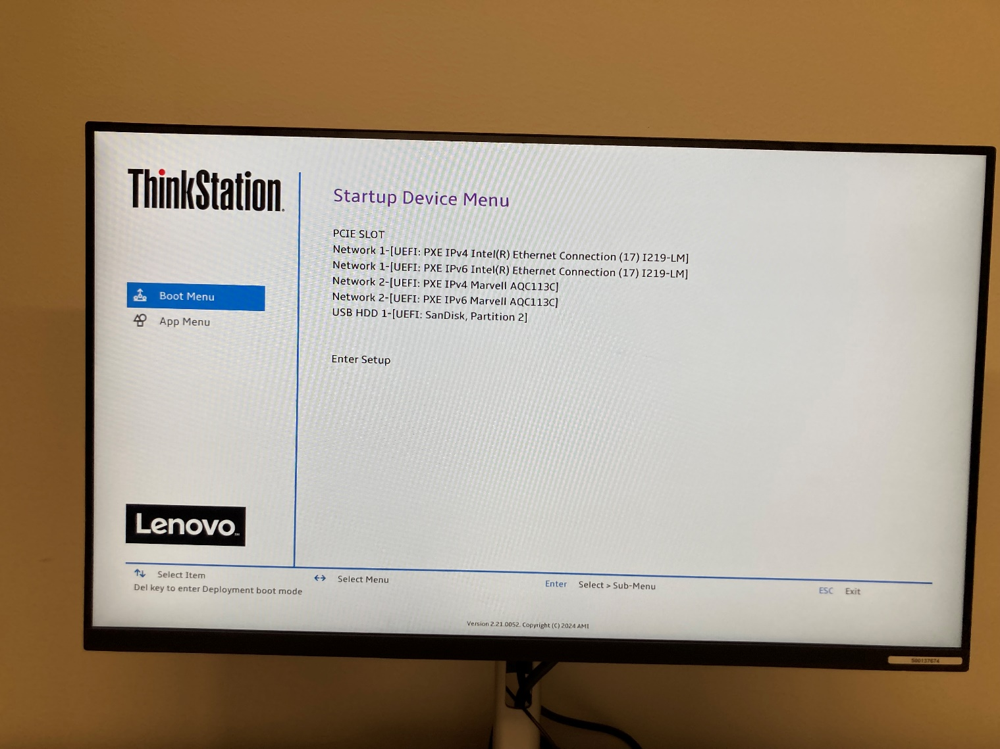 ThinkStation
Startup Device Menu
PCIE SLOT
Network 1-[UEFI: PXE IPv4 Intel(R) Ethernet Connection (17) I219-LM]
Network 1-[UEFI: PXE IPv6 Intel(R) Ethernet Connection (17) I219-LM]
Network 2-[UEFI: PXE IPv4 Marvell AQC113C]
Network 2-[UEFI: PXE IPv6 Marvell AQC113C]
USB HDD 1-[UEFI: SanDisk, Partition 2]
Enter Setup
Boot Menu
App Menu
Lenovo
Select Item
Select Menu
Enter Select > Sub-Menu
ESC Exit
Del key to enter Deployment boot mode
Version 2.21.0052. Copyright (C) 2024 AMI